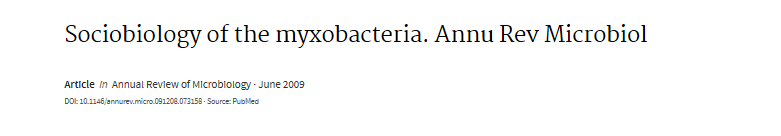 Sociobiology of the myxobacteria. Annu Rev Microbiol
Article in Annual Review of Microbiology · June 2009
DOI: 10.1146/annurev.micro.091208.073158 · Source: PubMed